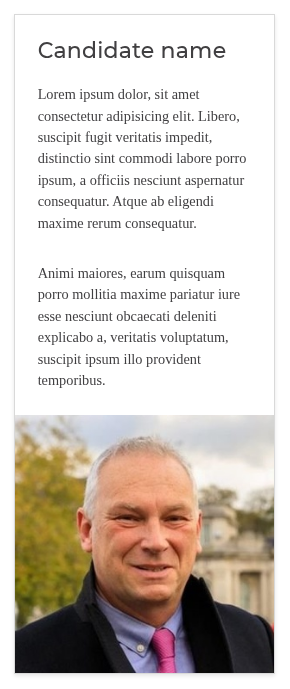 Candidate name
Lorem ipsum dolor, sit amet
consectetur adipisicing elit. Libero,
suscipit fugit veritatis impedit,
distinctio sint commodi labore porro
ipsum, a officiis nesciunt aspernatur
consequatur. Atque ab eligendi
maxime rerum consequatur.
Animi maiores, earum quisquam
porro mollitia maxime pariatur iure
esse nesciunt obcaecati deleniti
explicabo a, veritatis voluptatum,
suscipit ipsum illo provident
temporibus.